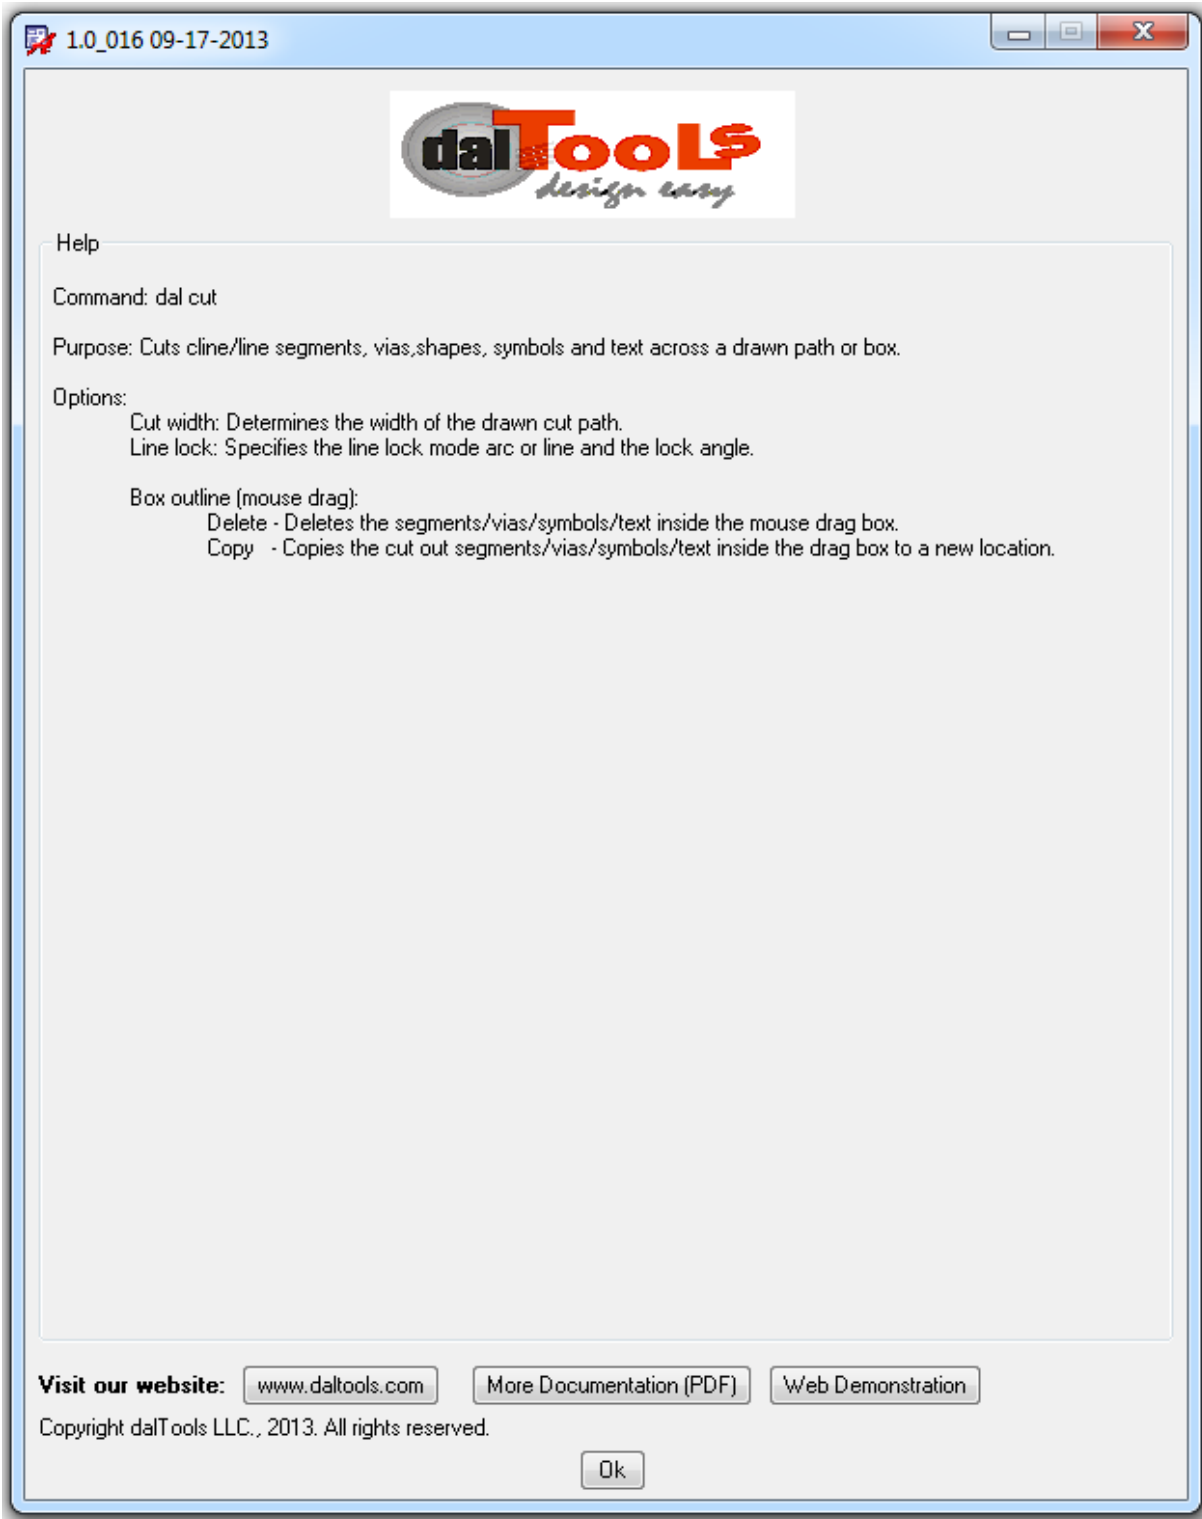 1.0_016 09-17-2013
dalTooLS
design easy
Help
Command: dal cut
Purpose: Cuts cline/line segments, vias,shapes, symbols and text across a drawn path or box.
Options:
Cut width: Determines the width of the drawn cut path.
Line lock: Specifies the line lock mode arc or line and the lock angle.
Box outline (mouse drag):
Delete - Deletes the segments/vias/symbols/text inside the mouse drag box.
Copy - Copies the cut out segments/vias/symbols/text inside the drag box to a new location.
Visit our website: www.daltools.com More Documentation (PDF) Web Demonstration
Copyright dalTools LLC., 2013. All rights reserved.
Ok